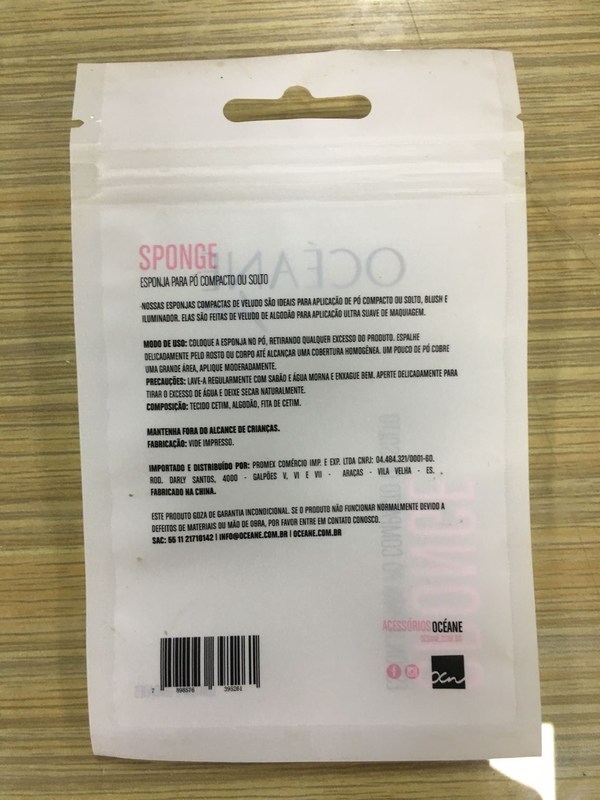 SPONGE
OCÉANE
ESPONJA PARA PÓ COMPACTO OU SOLTO
NOSSAS ESPONJAS COMPACTAS DE VELUDO SÃO IDEAIS PARA APLICAÇÃO DE PÓ COMPACTO OU SOLTO, BLUSH E
ILUMINADOR. ELAS SÃO FEITAS DE VELUDO DE ALGODÃO PARA APLICAÇÃO ULTRA SUAVE DE MAQUIAGEM.
MODO DE USO: COLOQUE A ESPONJA NO PÓ, RETIRANDO QUALQUER EXCESSO DO PRODUTO. ESPALHE
DELICADAMENTE PELO ROSTO OU CORPO ATÉ ALCANÇAR UMA COBERTURA HOMOGÊNEA. UM POUCO DE PÓ COBRE
UMA GRANDE ÁREA, APLIQUE MODERADAMENTE.
PRECAUÇÕES: LAVE-A REGULARMENTE COM SABÃO E ÁGUA MORNA E ENXAGUE BEM. APERTE DELICADAMENTE PARA
TIRAR O EXCESSO DE ÁGUA E DEIXE SECAR NATURALMENTE.
COMPOSIÇÃO: TECIDO CETIM, ALGODÃO, FITA DE CETIM.
MANTENHA FORA DO ALCANCE DE CRIANÇAS.
FABRICAÇÃO: VIDE IMPRESSO.
IMPORTADO E DISTRIBUÍDO POR: PROMEX COMÉRCIO IMP. E EXP. LTDA CNPJ: 04.484.321/0001-60.
ROD. DARLY SANTOS, 4000 - GALPÕES V, VI E VII - ARAÇAS - VILA VELHA - ES.
FABRICADO NA CHINA.
ESTE PRODUTO GOZA DE GARANTIA INCONDICIONAL. SE O PRODUTO NÃO FUNCIONAR NORMALMENTE DEVIDO A
DEFEITOS DE MATERIAIS OU MÃO DE OBRA, POR FAVOR ENTRE EM CONTATO CONOSCO.
SAC: 55 11 21710142 | INFO@OCEANE.COM.BR | OCEANE.COM.BR
ACESSÓRIOS OCÉANE
OCEANE.COM.BR